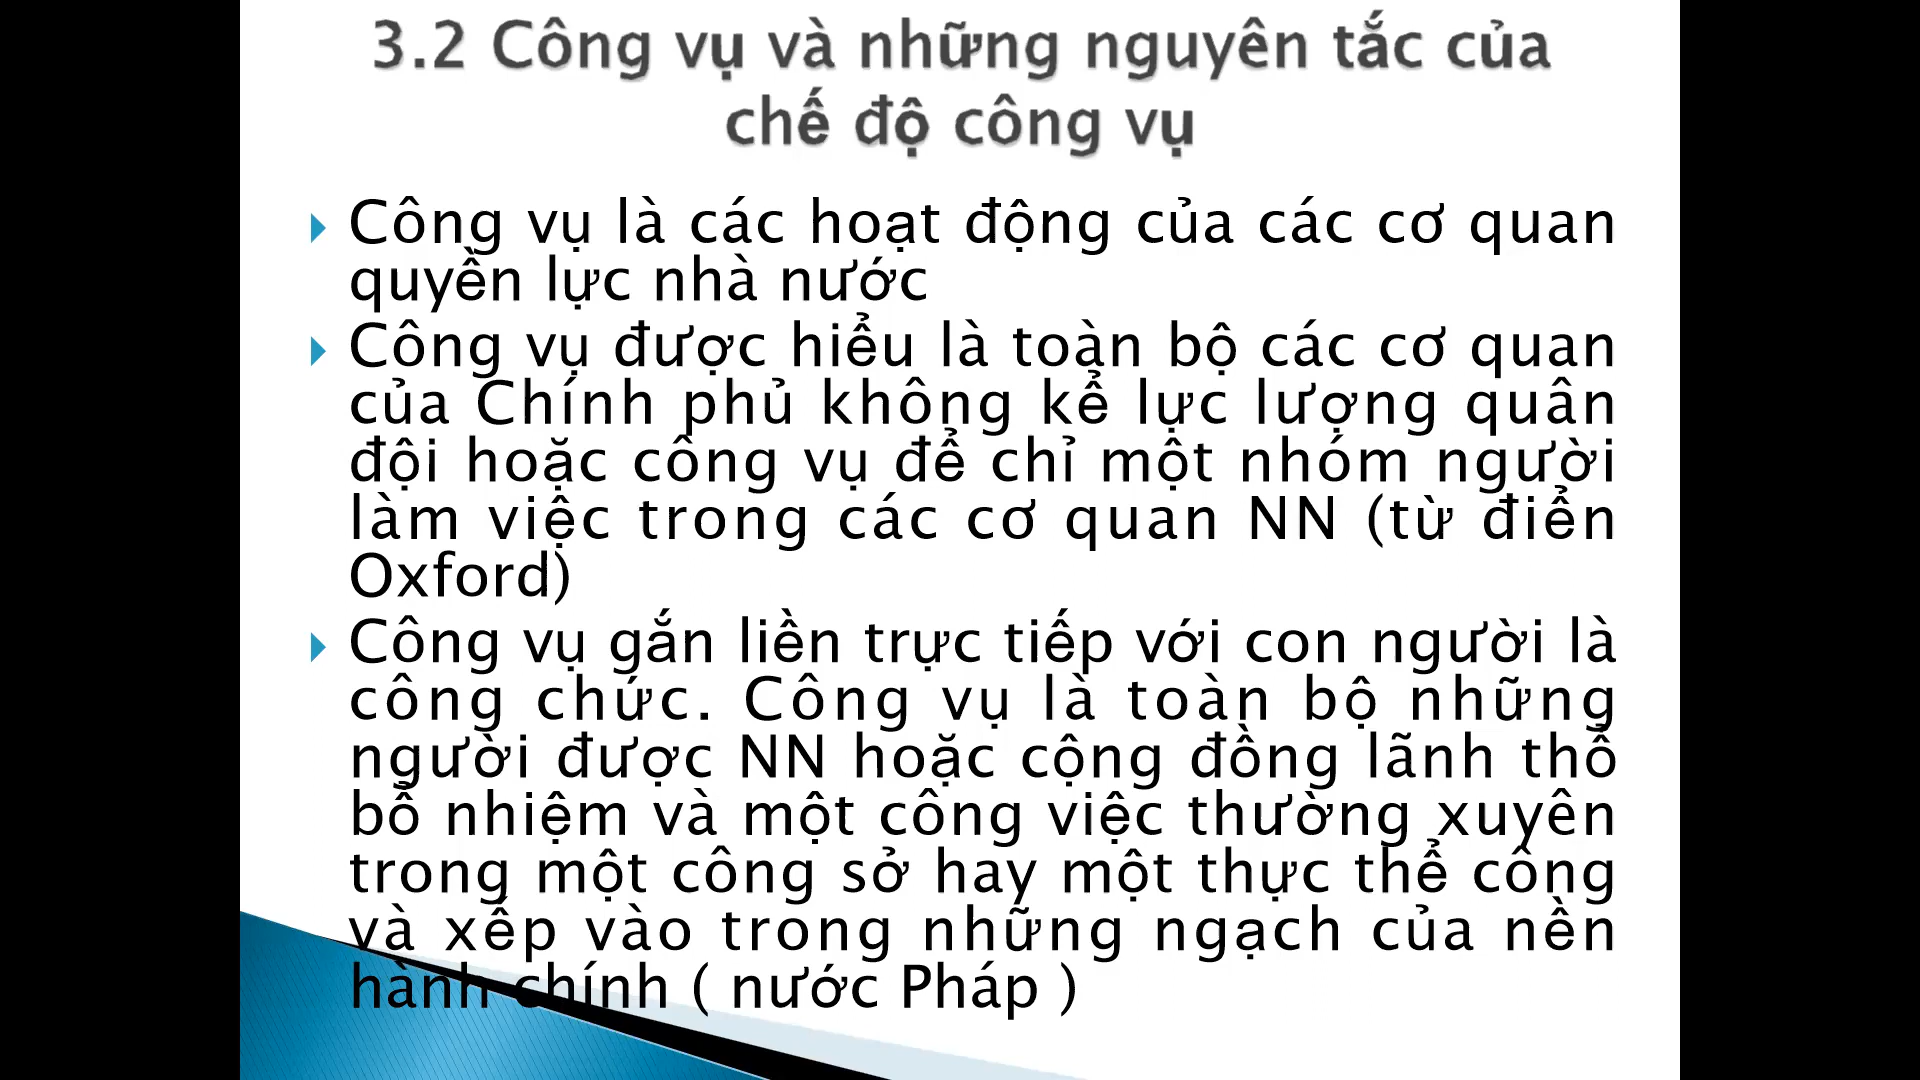 3.2 Công vụ và những nguyên tắc của
chế độ công vụ
Công vụ là các hoạt động của các cơ quan
quyền lực nhà nước
Công vụ được hiểu là toàn bộ các cơ quan
của Chính phủ không kể lực lượng quân
đội hoặc công vụ để chỉ một nhóm người
làm việc trong các cơ quan NN (từ điển
Oxford)
Công vụ gắn liền trực tiếp với con người là
công chức. Công vụ là toàn bộ những
người được NN hoặc cộng đồng lãnh thổ
bổ nhiệm và một công việc thường xuyên
trong một công sở hay một thực thể công
và xếp vào trong những ngạch của nền
hành chính ( nước Pháp )